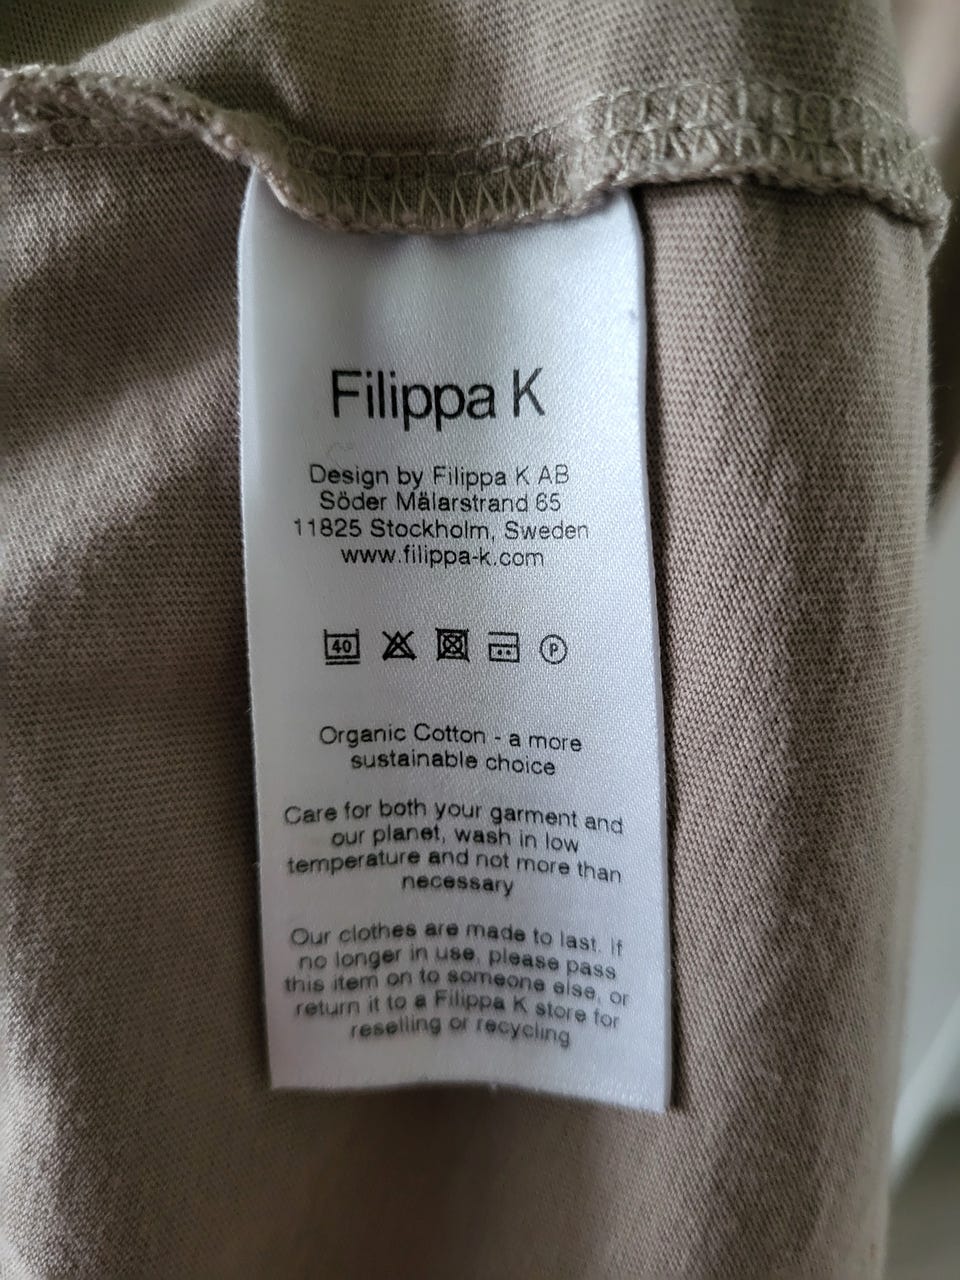 Filippa K
Design by Filippa K AB
Söder Mälarstrand 65
11825 Stockholm, Sweden
www.filippa-k.com
40 P
Organic Cotton - a more
sustainable choice
Care for both your garment and
our planet, wash in low
temperature and not more than
necessary
Our clothes are made to last. If
no longer in use, please pass
this item on to someone else, or
return it to a Filippa K store for
reselling or recycling